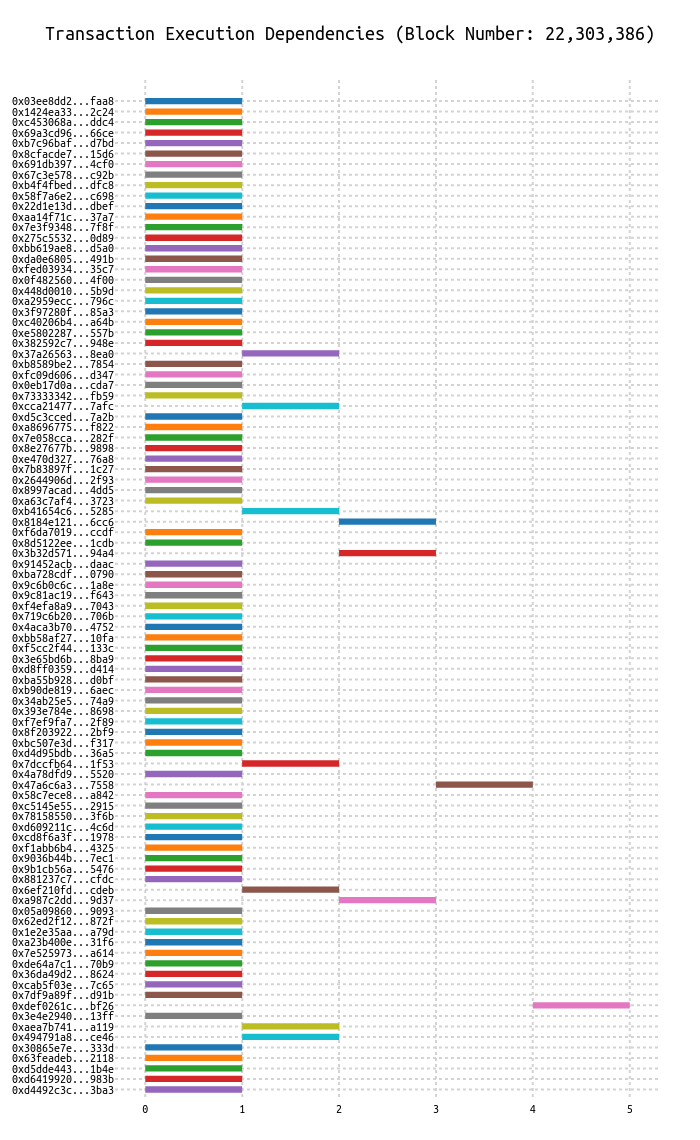 Transaction Execution Dependencies (Block Number: 22,303,386)
0x03ee8dd2...faa8
0x1424ea33...2c24
0xc453068a...ddc4
0x69a3cd96...66ce
0xb7c96baf...d7bd
0x8cfacde7...15d6
0x691db397...4cf0
0x67c3e578...c92b
0xb4f4fbed...dfc8
0x58f7a6e2...c698
0x22d1e13d...dbef
0xaa14f71c...37a7
0x7e3f9348...7f8f
0x275c5532...0d89
0xbb619ae8...d5a0
0xda0e6805...491b
0xfed03934...35c7
0x0f482560...4f00
0x448d0010...5b9d
0xa2959ecc...796c
0x3f97280f...85a3
0xc40206b4...a64b
0xe5802287...557b
0x382592c7...948e
0x37a26563...8ea0
0xb8589be2...7854
0xfc09d606...d347
0x0eb17d0a...cda7
0x73333342...fb59
0xcca21477...7afc
0xd5c3cced...7a2b
0xa8696775...f822
0x7e058cca...282f
0x8e27677b...9898
0xe470d327...76a8
0x7b83897f...1c27
0x2644906d...2f93
0x8997acad...4dd5
0xa63c7af4...3723
0xb41654c6...5285
0x8184e121...6cc6
0xf6da7019...ccdf
0x8d5122ee...1cdb
0x3b32d571...94a4
0x91452acb...daac
0xba728cdf...0790
0x9c6b0c6c...1a8e
0x9c81ac19...f643
0xf4efa8a9...7043
0x719c6b20...706b
0x4aca3b70...4752
0xbb58af27...10fa
0xf5cc2f44...133c
0x3e65bd6b...8ba9
0xd8ff0359...d414
0xba55b928...d0bf
0xb90de819...6aec
0x34ab25e5...74a9
0x393e784e...8698
0xf7ef9fa7...2f89
0x8f203922...2bf9
0xbc507e3d...f317
0xd4d95bdb...36a5
0x7dccfb64...1f53
0x4a78dfd9...5520
0x47a6c6a3...7558
0x58c7ece8...a842
0xc5145e55...2915
0x78158550...3f6b
0xd609211c...4c6d
0xcd8f6a3f...1978
0xf1abb6b4...4325
0x9036b44b...7ec1
0x9b1cb56a...5476
0x881237c7...cfdc
0x6ef210fd...cdeb
0xa987c2dd...9d37
0x05a09860...9093
0x62ed2f12...872f
0x1e2e35aa...a79d
0xa23b400e...31f6
0x7e525973...a614
0xde64a7c1...70b9
0x36da49d2...8624
0xcab5f03e...7c65
0x7df9a89f...d91b
0xdef0261c...bf26
0x3e4e2940...13ff
0xaea7b741...a119
0x494791a8...ce46
0x30865e7e...333d
0x63feadeb...2118
0xd5dde443...1b4e
0xd6419920...983b
0xd4492c3c...3ba3
0 1 2 3 4 5